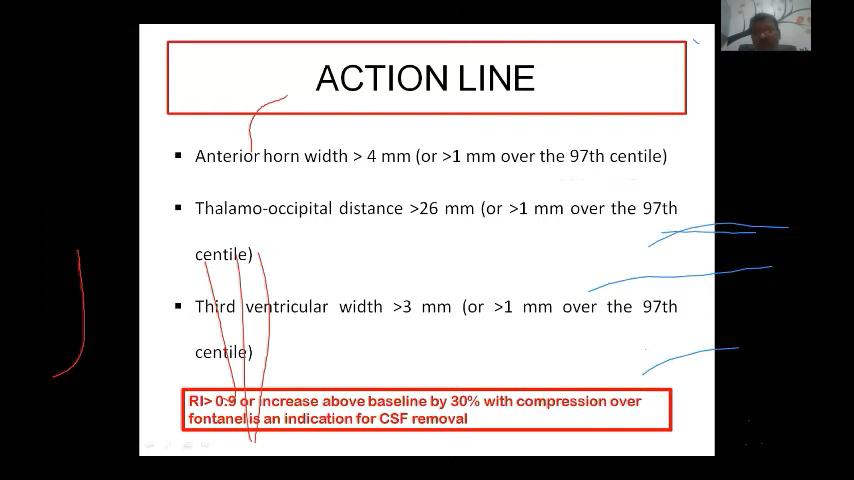 ACTION LINE
▪ Anterior horn width > 4 mm (or >1 mm over the 97th centile)
▪ Thalamo-occipital distance >26 mm (or >1 mm over the 97th
centile)
▪ Third ventricular width >3 mm (or >1 mm over the 97th
centile)
RI> 0.9 or increase above baseline by 30% with compression over
fontanel is an indication for CSF removal